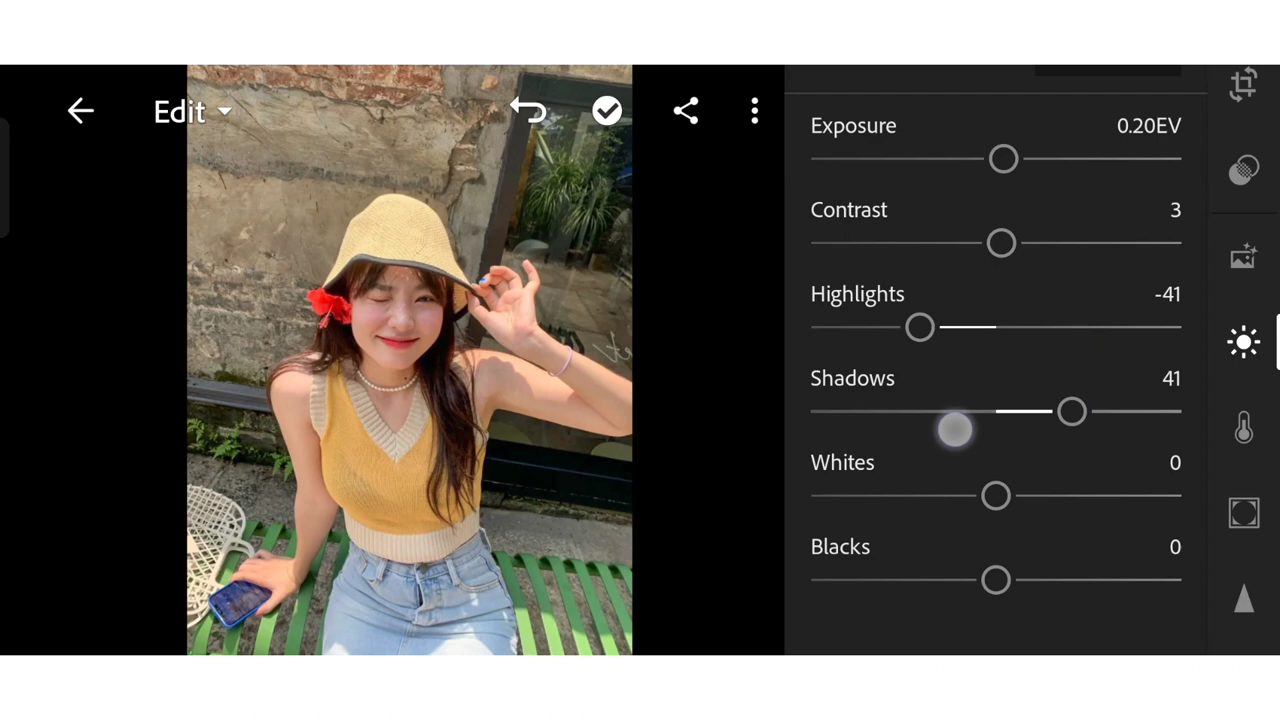 Edit
Exposure 0.20EV
Contrast 3
Highlights -41
Shadows 41
Whites 0
Blacks 0